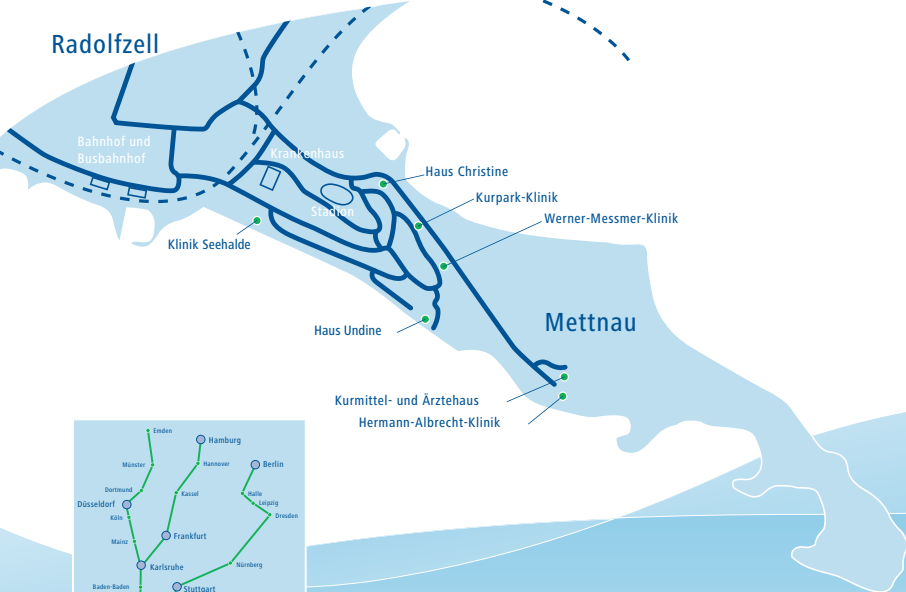 Radolfzell
Bahnhof und
Busbahnhof
Krankenhaus
Stadion
Haus Christine
Kurpark-Klinik
Werner-Messmer-Klinik
Klinik Seehalde
Haus Undine
Mettnau
Kurmittel- und Ärztehaus
Hermann-Albrecht-Klinik
Emden
Hamburg
Münster
Hannover
Berlin
Dortmund
Kassel
Halle
Düsseldorf
Leipzig
Köln
Dresden
Mainz
Frankfurt
Karlsruhe
Nürnberg
Baden-Baden
Stuttgart